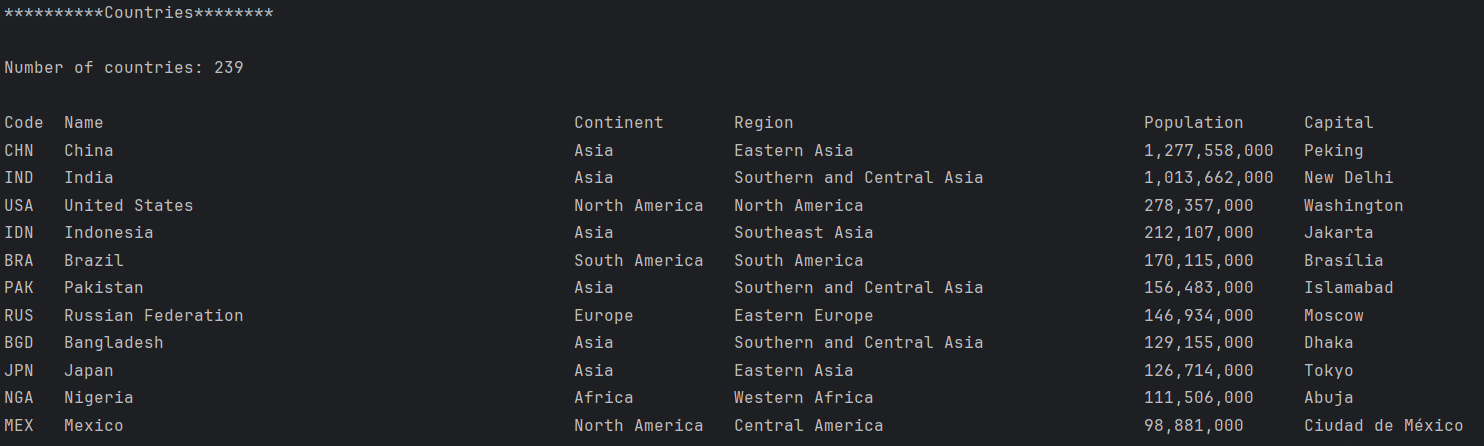 **********Countries********
Number of countries: 239
Code Name Continent Region Population Capital
CHN China Asia Eastern Asia 1,277,558,000 Peking
IND India Asia Southern and Central Asia 1,013,662,000 New Delhi
USA United States North America North America 278,357,000 Washington
IDN Indonesia Asia Southeast Asia 212,107,000 Jakarta
BRA Brazil South America South America 170,115,000 Brasília
PAK Pakistan Asia Southern and Central Asia 156,483,000 Islamabad
RUS Russian Federation Europe Eastern Europe 146,934,000 Moscow
BGD Bangladesh Asia Southern and Central Asia 129,155,000 Dhaka
JPN Japan Asia Eastern Asia 126,714,000 Tokyo
NGA Nigeria Africa Western Africa 111,506,000 Abuja
MEX Mexico North America Central America 98,881,000 Ciudad de México